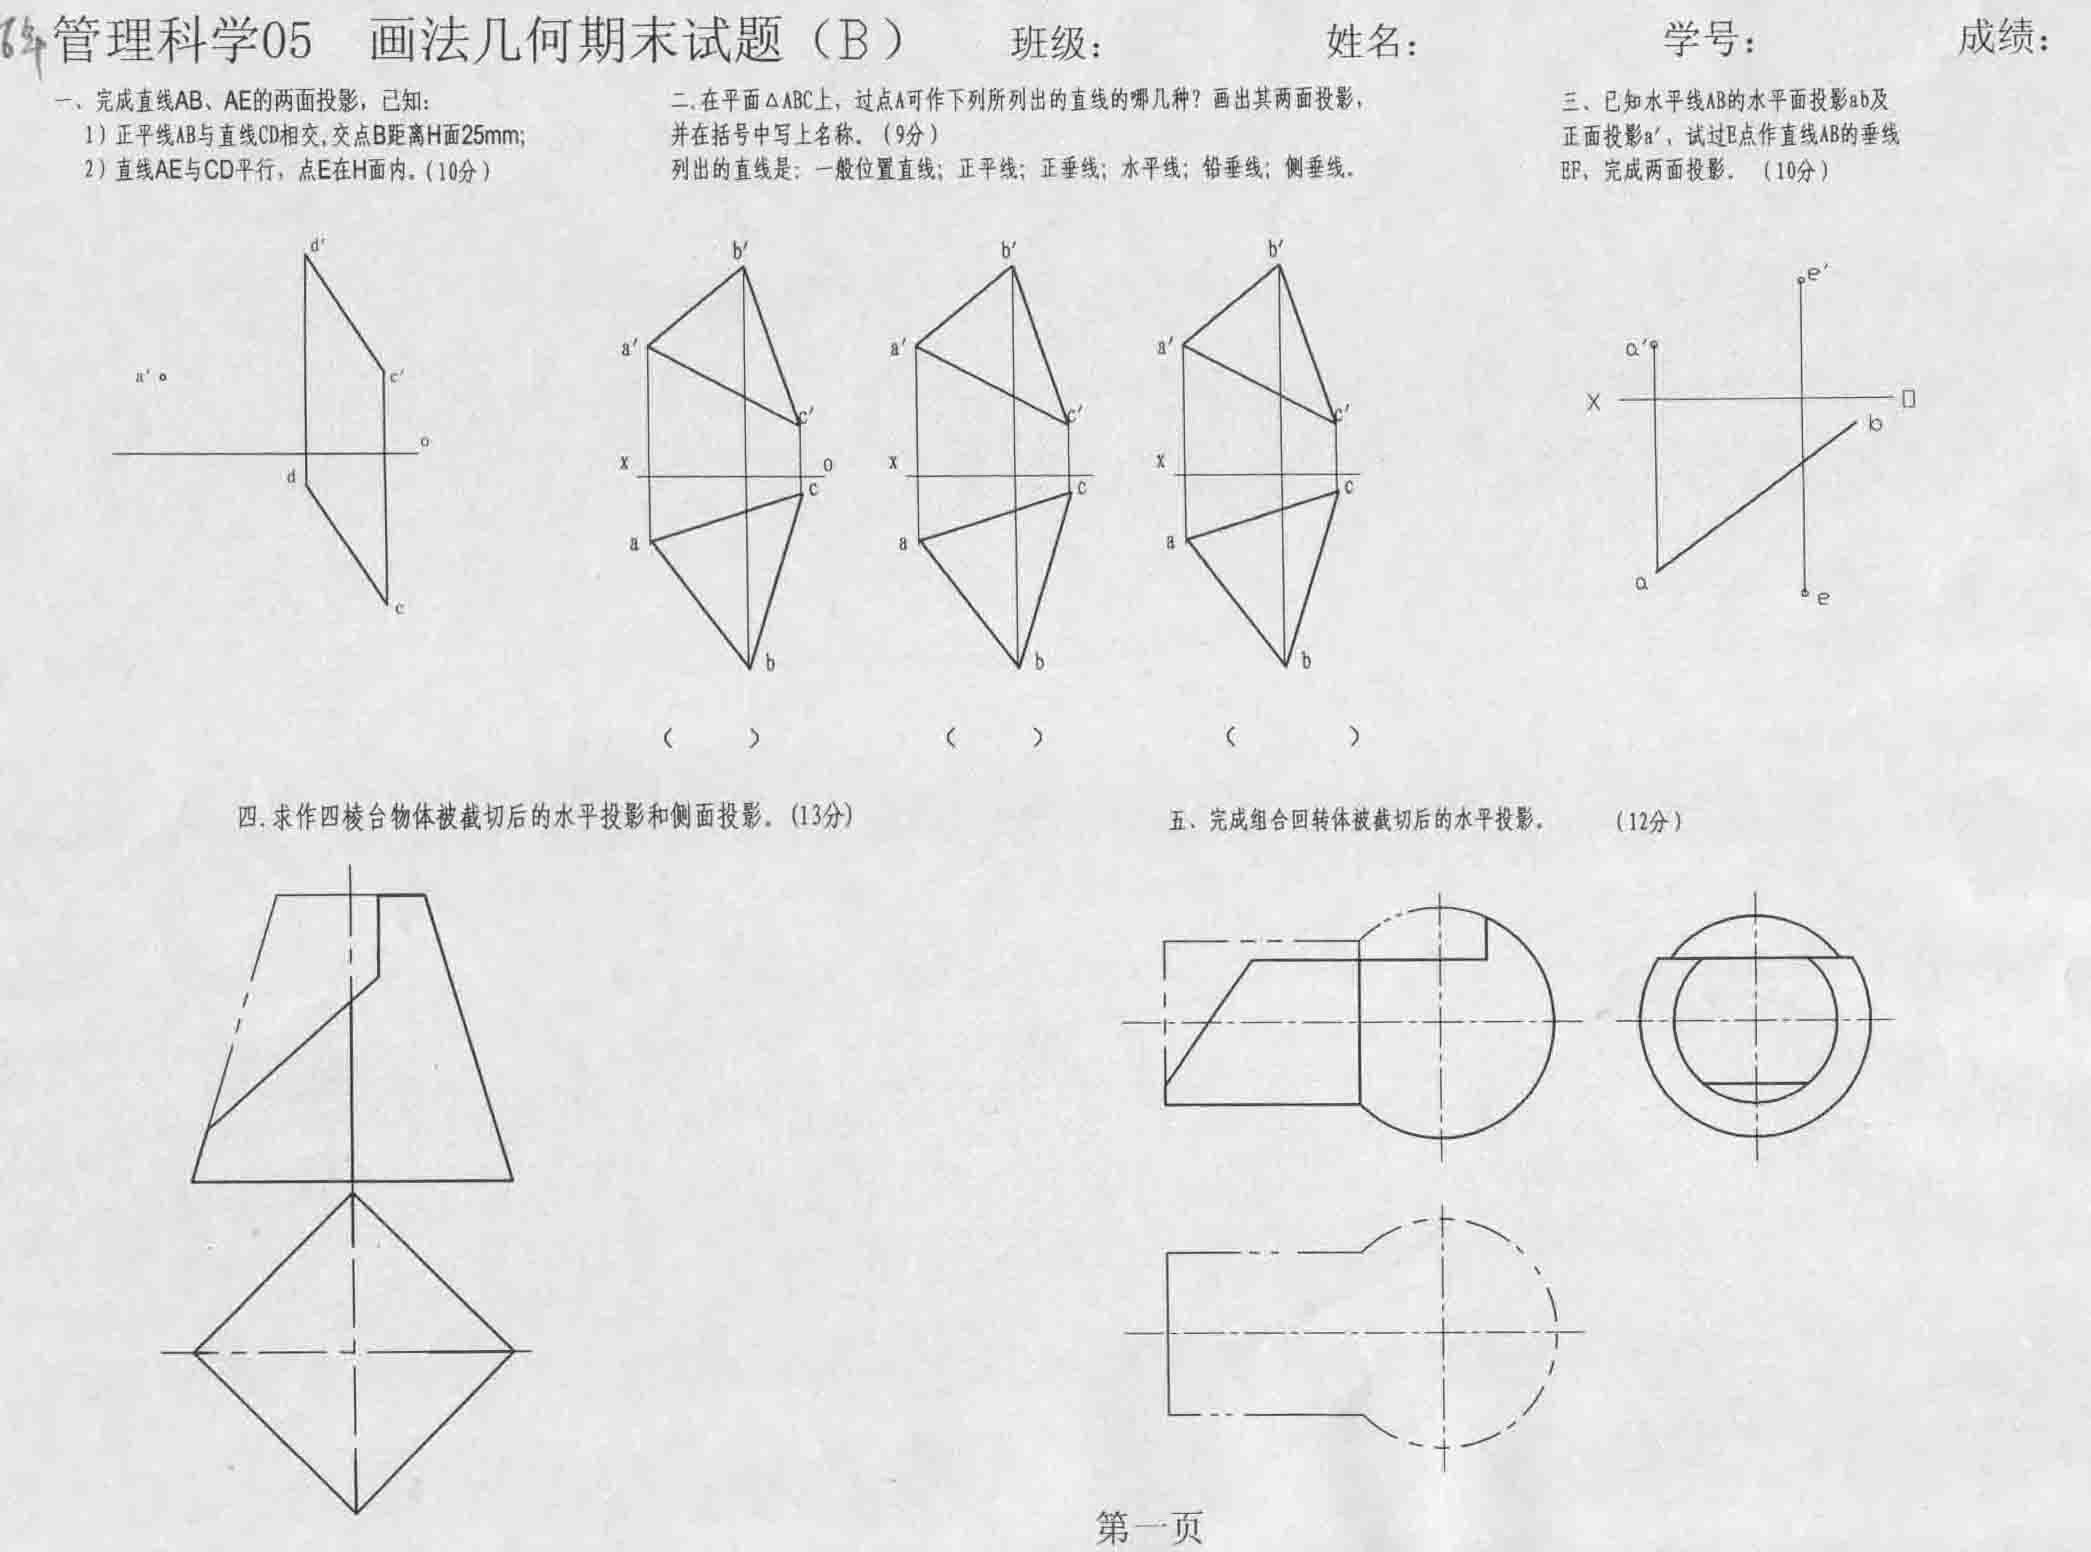 管理科学05 画法几何期末试题（B） 班级： 姓名： 学号： 成绩：
一、完成直线AB、AE的两面投影，已知：
1）正平线AB与直线CD相交，交点B距离H面25mm；
2）直线AE与CD平行，点E在H面内。（10分）
二.在平面△ABC上，过点A可作下列所列出的直线的哪几种？画出其两面投影，
并在括号中写上名称。（9分）
列出的直线是：一般位置直线；正平线；正垂线；水平线；铅垂线；侧垂线。
三、已知水平线AB的水平面投影ab及
正面投影a′，试过E点作直线AB的垂线
EF，完成两面投影。（10分）
d′
a′
c′
o
d
c
b′
a′
c′
x
o
c
a
b
b′
a′
c′
x
c
a
b
b′
a′
c′
x
c
a
b
e′
a′
X
O
b
a
e
（ ）
（ ）
（ ）
四.求作四棱台物体被截切后的水平投影和侧面投影。（13分）
五、完成组合回转体被截切后的水平投影。 （12分）
第一页